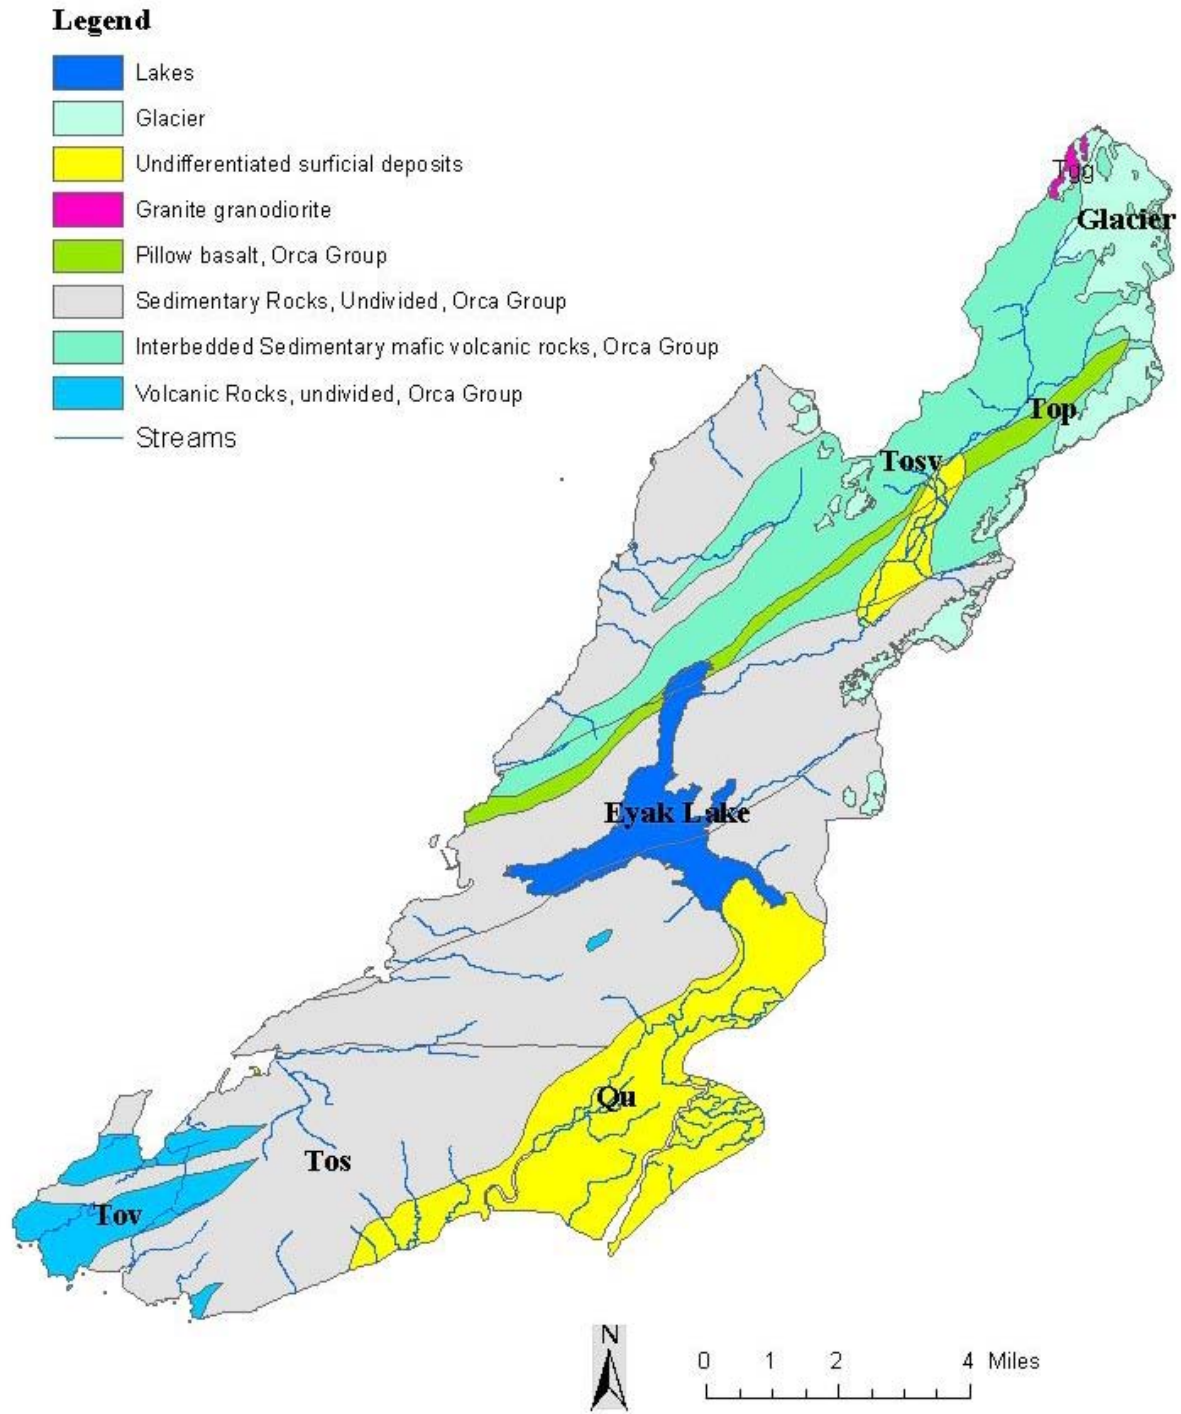 Legend
Lakes
Glacier
Undifferentiated surficial deposits
Granite granodiorite
Pillow basalt, Orca Group
Sedimentary Rocks, Undivided, Orca Group
Interbedded Sedimentary mafic volcanic rocks, Orca Group
Volcanic Rocks, undivided, Orca Group
Streams
Tgg
Glacier
Top
Tosv
Eyak Lake
Qu
Tos
Tov
N
0 1 2 4 Miles